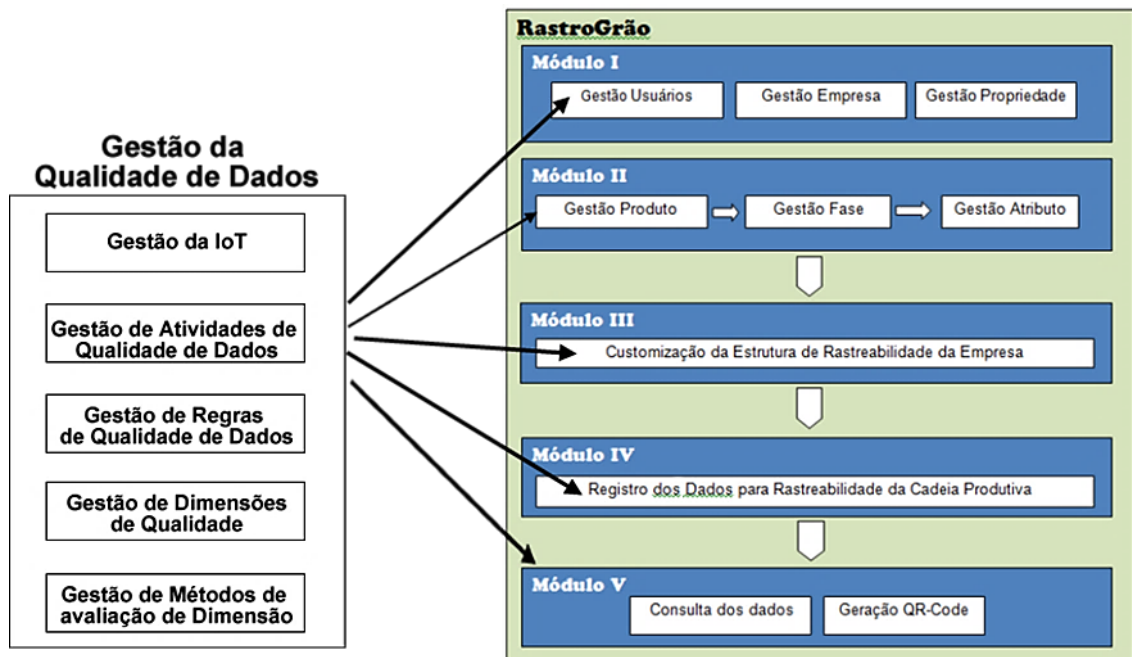 Gestão da
Qualidade de Dados
Gestão da IoT
Gestão de Atividades de
Qualidade de Dados
Gestão de Regras
de Qualidade de Dados
Gestão de Dimensões
de Qualidade
Gestão de Métodos de
avaliação de Dimensão
RastroGrão
Módulo I
Gestão Usuários
Gestão Empresa
Gestão Propriedade
Módulo II
Gestão Produto
Gestão Fase
Gestão Atributo
Módulo III
Customização da Estrutura de Rastreabilidade da Empresa
Módulo IV
Registro dos Dados para Rastreabilidade da Cadeia Produtiva
Módulo V
Consulta dos dados
Geração QR-Code